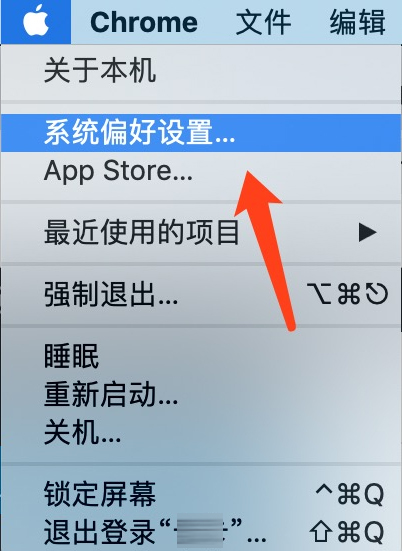 Chrome 文件 编辑
关于本机
系统偏好设置...
App Store...
最近使用的项目 ▶
强制退出... ⌥⌘⎋
睡眠
重新启动...
关机...
锁定屏幕 ^⌘Q
退出登录“”... ⇧⌘Q